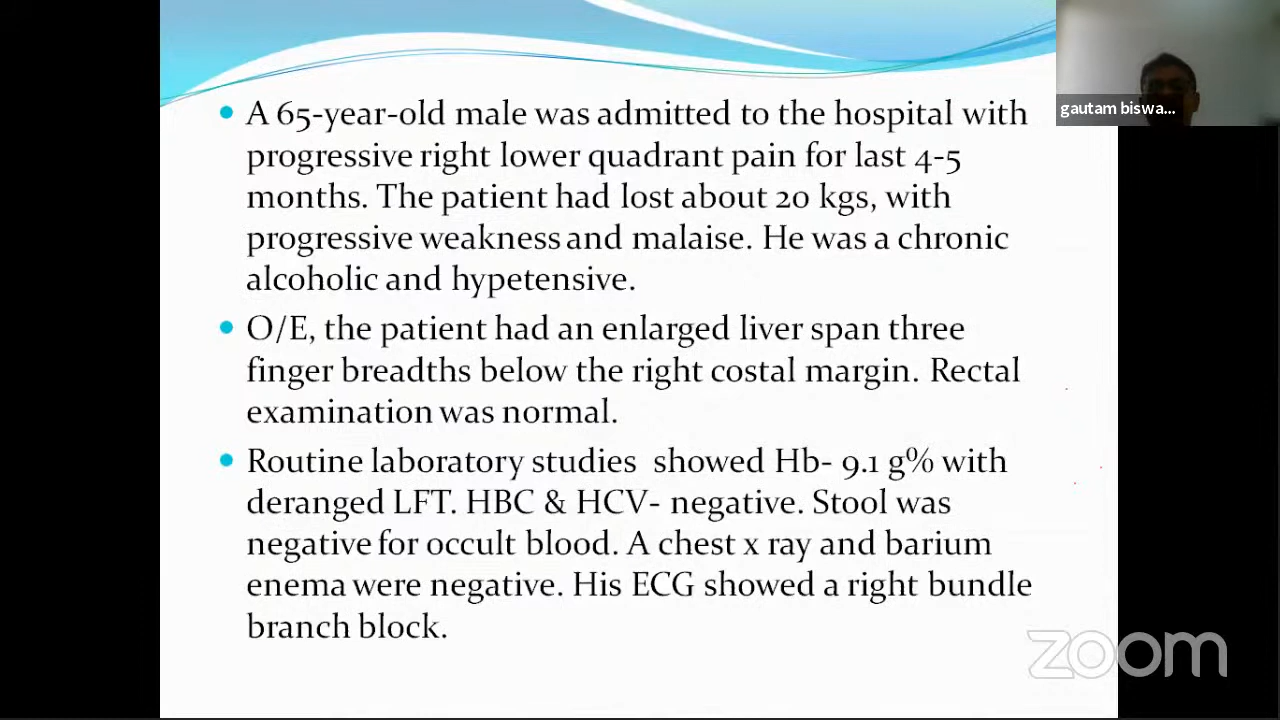 A 65-year-old male was admitted to the hospital with
progressive right lower quadrant pain for last 4-5
months. The patient had lost about 20 kgs, with
progressive weakness and malaise. He was a chronic
alcoholic and hypetensive.
O/E, the patient had an enlarged liver span three
finger breadths below the right costal margin. Rectal
examination was normal.
Routine laboratory studies showed Hb- 9.1 g% with
deranged LFT. HBC & HCV- negative. Stool was
negative for occult blood. A chest x ray and barium
enema were negative. His ECG showed a right bundle
branch block.
gautam biswa...
zoom